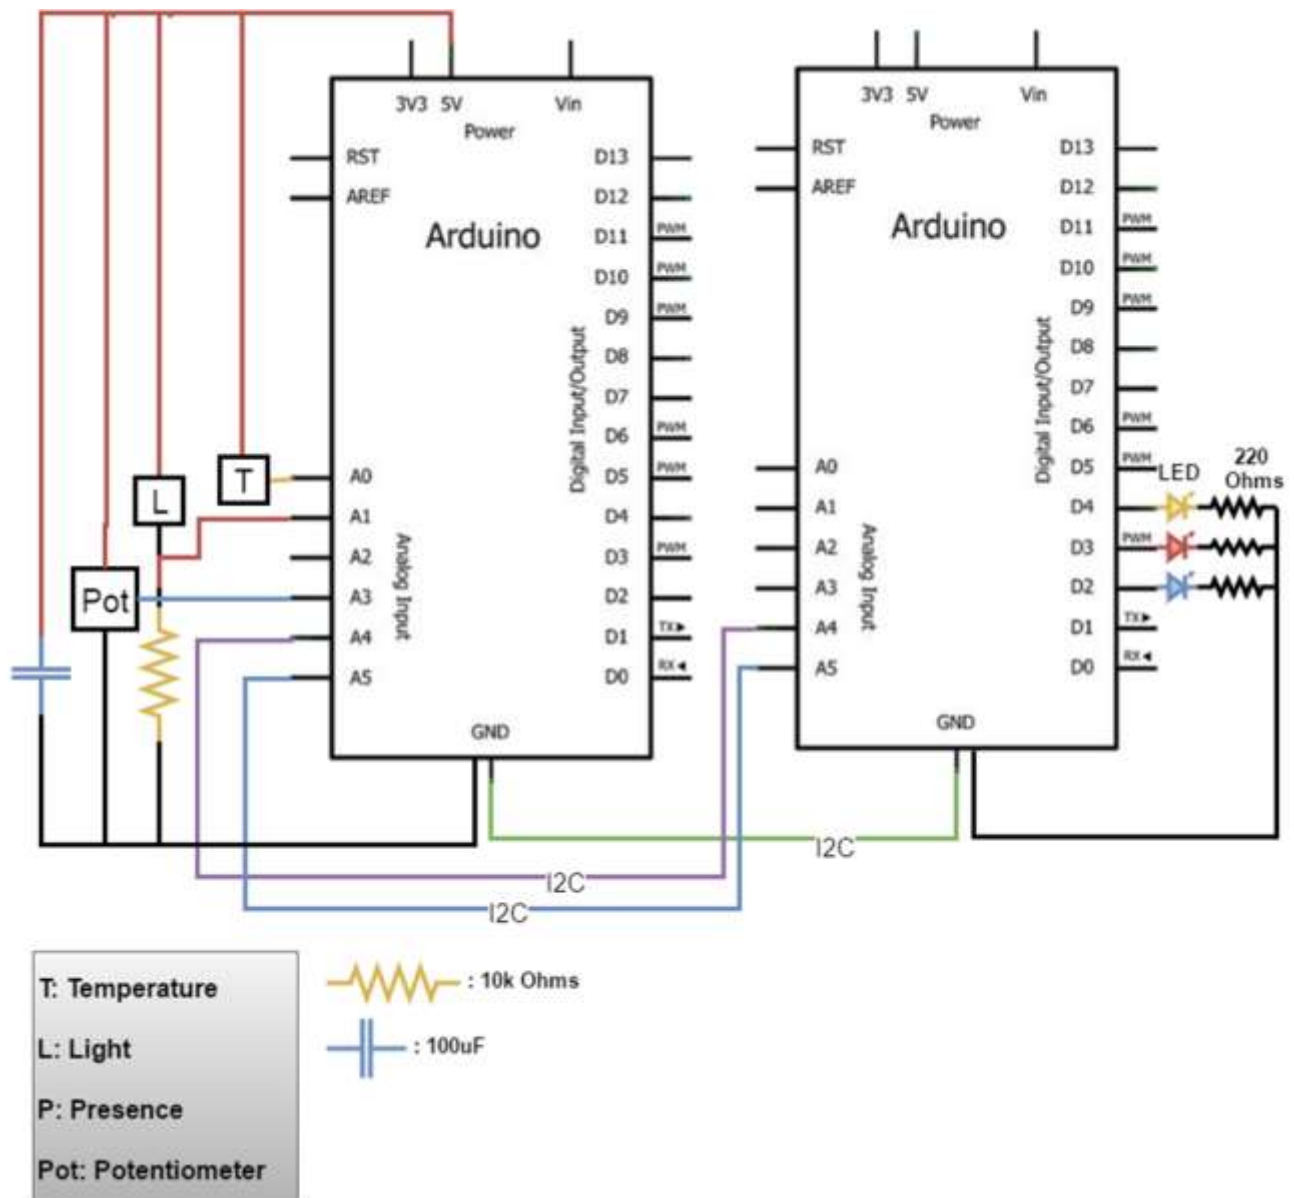 3V3 5V Vin
Power
RST D13
AREF D12
Arduino D11 PWM
D10 PWM
D9 PWM
D8
D7
D6 PWM
A0 D5 PWM
A1 D4
A2 D3 PWM
A3 D2
A4 D1 TX
A5 D0 RX
Analog Input
Digital Input/Output
GND
T
L
Pot
3V3 5V Vin
Power
RST D13
AREF D12
Arduino D11 PWM
D10 PWM
D9 PWM
D8
D7
D6 PWM
A0 D5 PWM
A1 D4
A2 D3 PWM
A3 D2
A4 D1 TX
A5 D0 RX
Analog Input
Digital Input/Output
GND
LED
220
Ohms
I2C
I2C
I2C
T: Temperature
L: Light
P: Presence
Pot: Potentiometer
: 10k Ohms
: 100uF